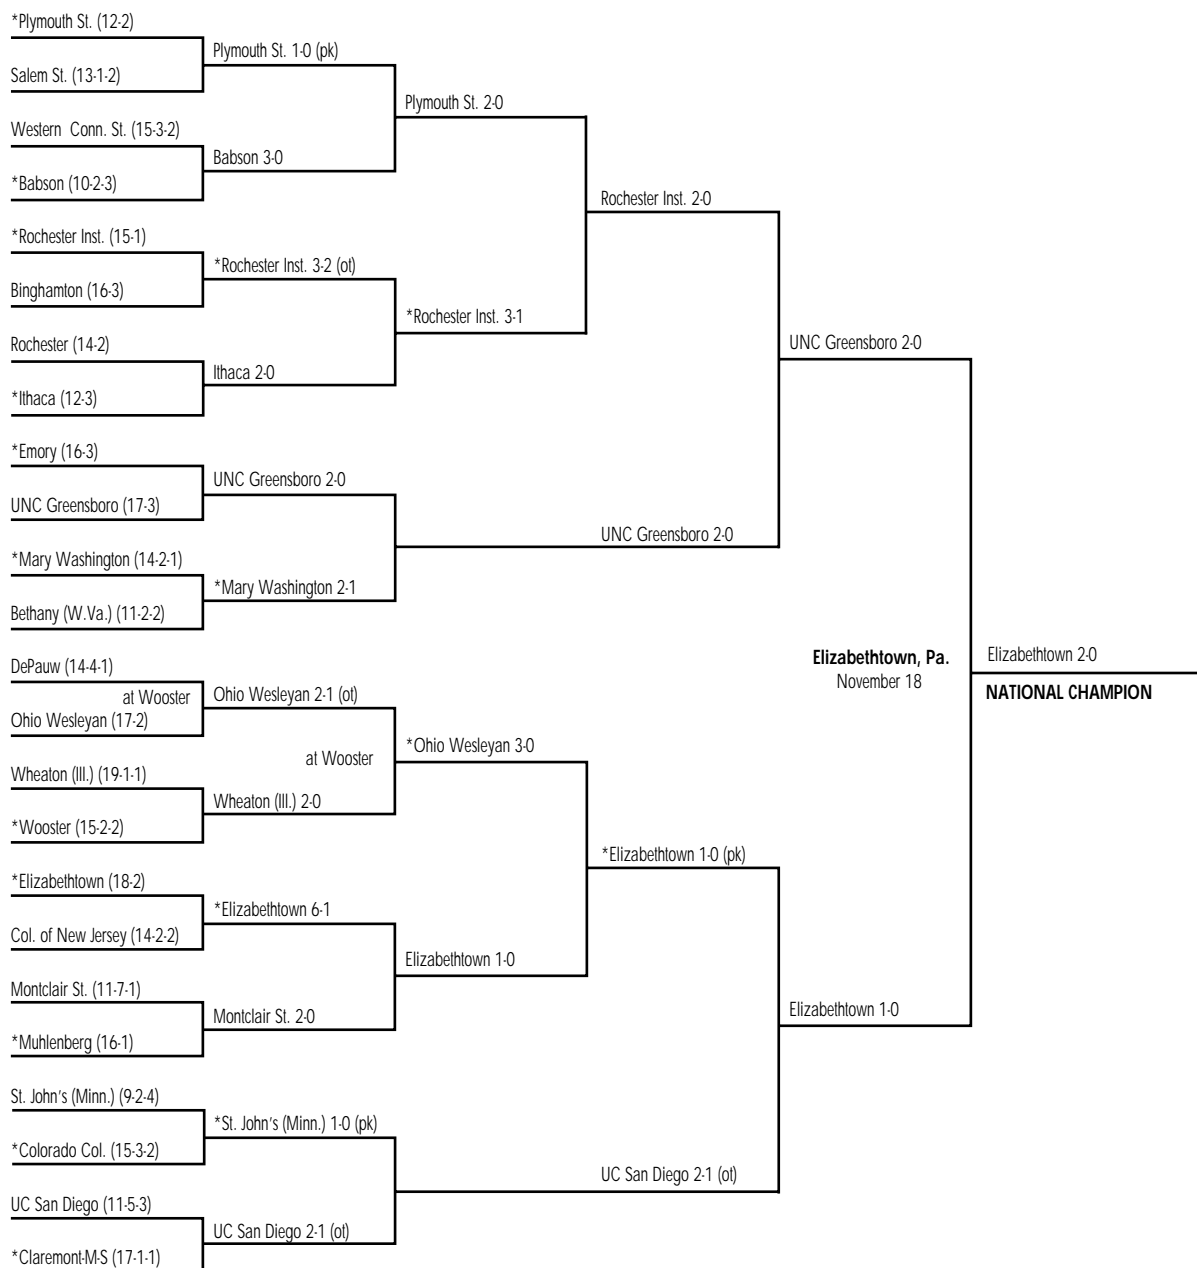 *Plymouth St. (12-2)
Plymouth St. 1-0 (pk)
Salem St. (13-1-2)
Plymouth St. 2-0
Western Conn. St. (15-3-2)
Babson 3-0
*Babson (10-2-3)
Rochester Inst. 2-0
*Rochester Inst. (15-1)
*Rochester Inst. 3-2 (ot)
Binghamton (16-3)
*Rochester Inst. 3-1
Rochester (14-2)
UNC Greensboro 2-0
Ithaca 2-0
*Ithaca (12-3)
*Emory (16-3)
UNC Greensboro 2-0
UNC Greensboro (17-3)
UNC Greensboro 2-0
*Mary Washington (14-2-1)
*Mary Washington 2-1
Bethany (W.Va.) (11-2-2)
Elizabethtown, Pa.
November 18
Elizabethtown 2-0
NATIONAL CHAMPION
DePauw (14-4-1)
at Wooster
Ohio Wesleyan 2-1 (ot)
Ohio Wesleyan (17-2)
*Ohio Wesleyan 3-0
at Wooster
Wheaton (Ill.) (19-1-1)
Wheaton (Ill.) 2-0
*Wooster (15-2-2)
*Elizabethtown 1-0 (pk)
*Elizabethtown (18-2)
*Elizabethtown 6-1
Col. of New Jersey (14-2-2)
Elizabethtown 1-0
Montclair St. (11-7-1)
Montclair St. 2-0
Elizabethtown 1-0
*Muhlenberg (16-1)
St. John's (Minn.) (9-2-4)
*St. John's (Minn.) 1-0 (pk)
*Colorado Col. (15-3-2)
UC San Diego 2-1 (ot)
UC San Diego (11-5-3)
UC San Diego 2-1 (ot)
*Claremont-M-S (17-1-1)